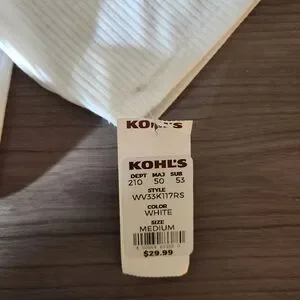 KOHL'S
KOHL'S
DEPT MAJ SUB
210 50 53
STYLE
WV33K117RS
COLOR
WHITE
SIZE
MEDIUM
$29.99